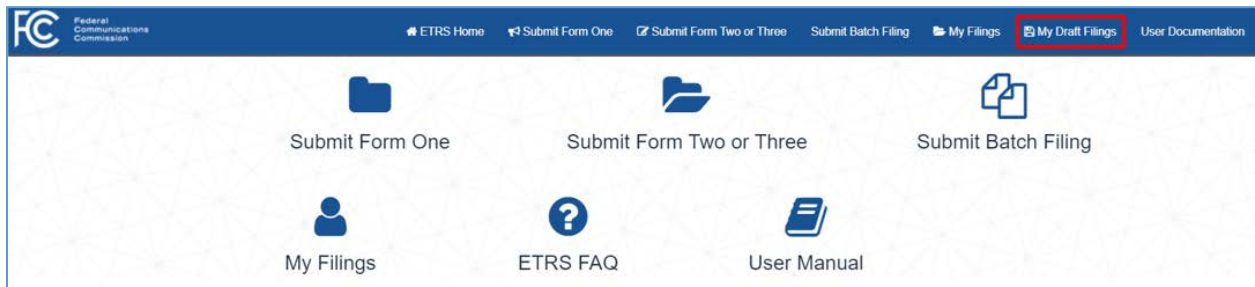 FCC Federal Communications Commission
ETRS Home Submit Form One Submit Form Two or Three Submit Batch Filing My Filings My Draft Filings User Documentation
Submit Form One Submit Form Two or Three Submit Batch Filing
My Filings ETRS FAQ User Manual